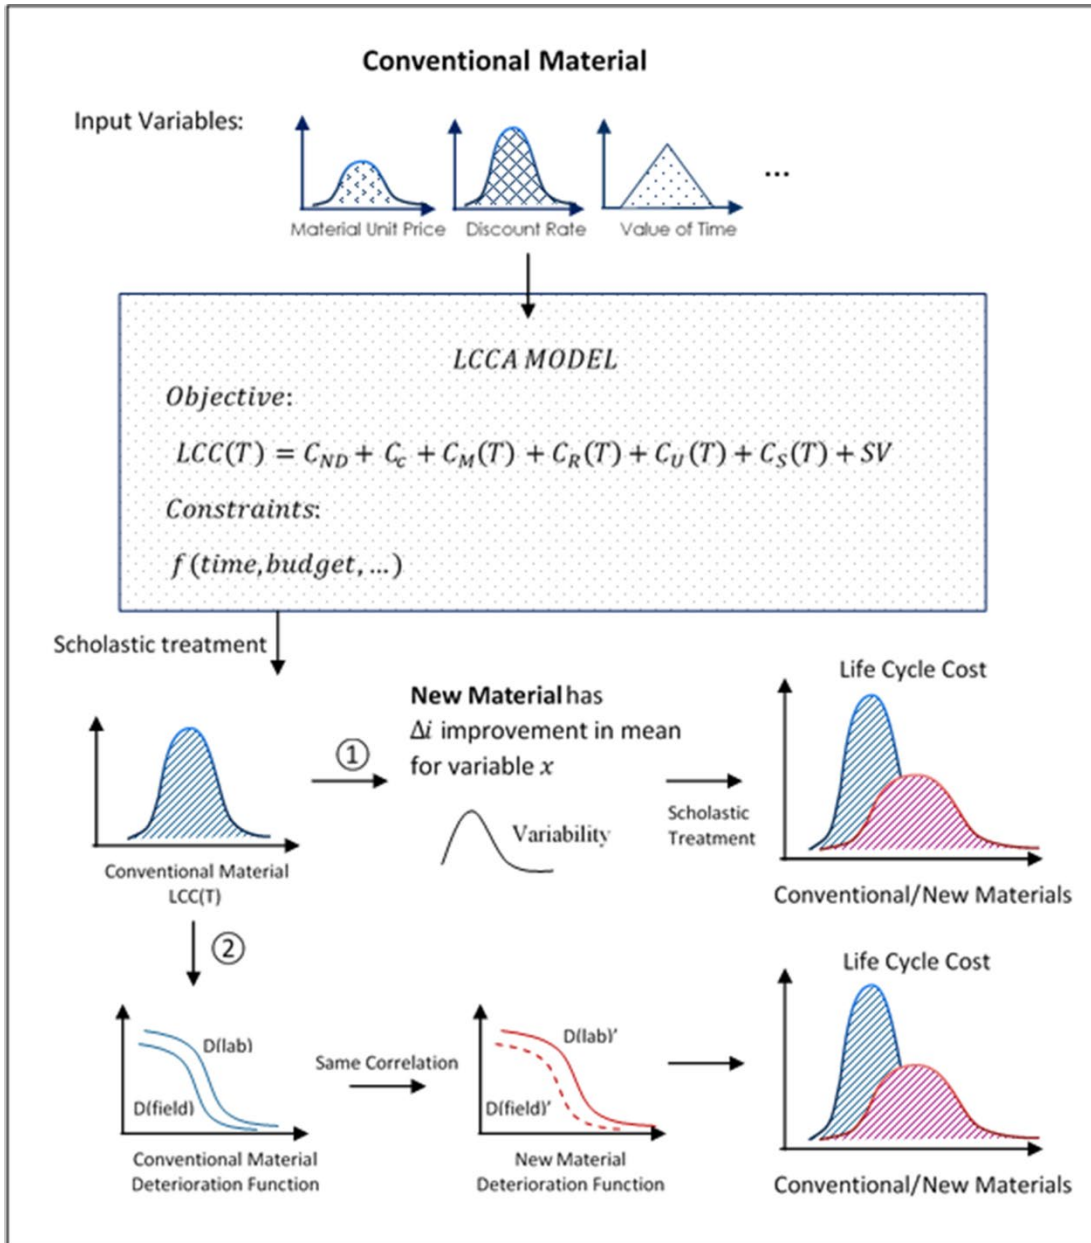 Conventional Material
Input Variables:
...
Material Unit Price
Discount Rate
Value of Time
LCCA MODEL
Objective:
LCC(T) = C_ND + C_c + C_M(T) + C_R(T) + C_U(T) + C_S(T) + SV
Constraints:
f(time, budget, ...)
Scholastic treatment
Conventional Material
LCC(T)
①
New Material has
Δi improvement in mean
for variable x
Variability
Scholastic
Treatment
Life Cycle Cost
Conventional/New Materials
②
D(lab)
D(field)
Conventional Material
Deterioration Function
Same Correlation
D(lab)'
D(field)'
New Material
Deterioration Function
Life Cycle Cost
Conventional/New Materials